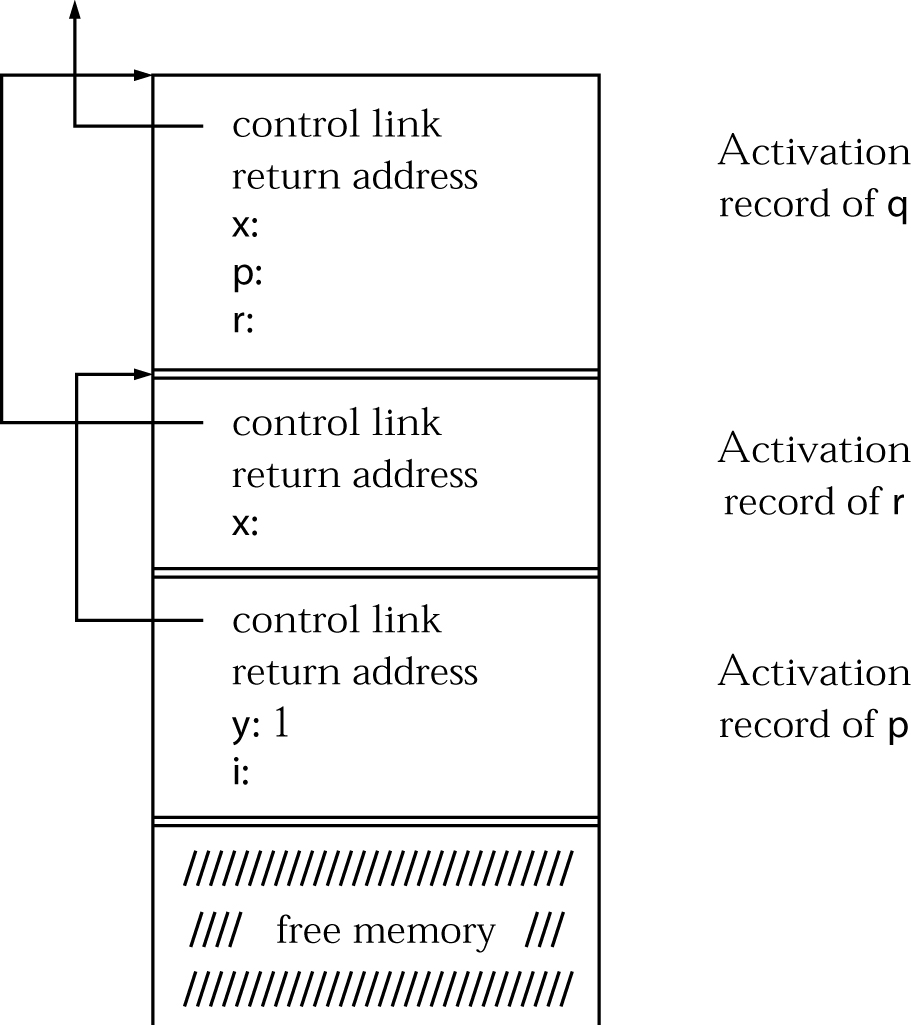 control link
return address
x:
p:
r:
Activation
record of q
control link
return address
x:
Activation
record of r
control link
return address
y: 1
i:
Activation
record of p
free memory